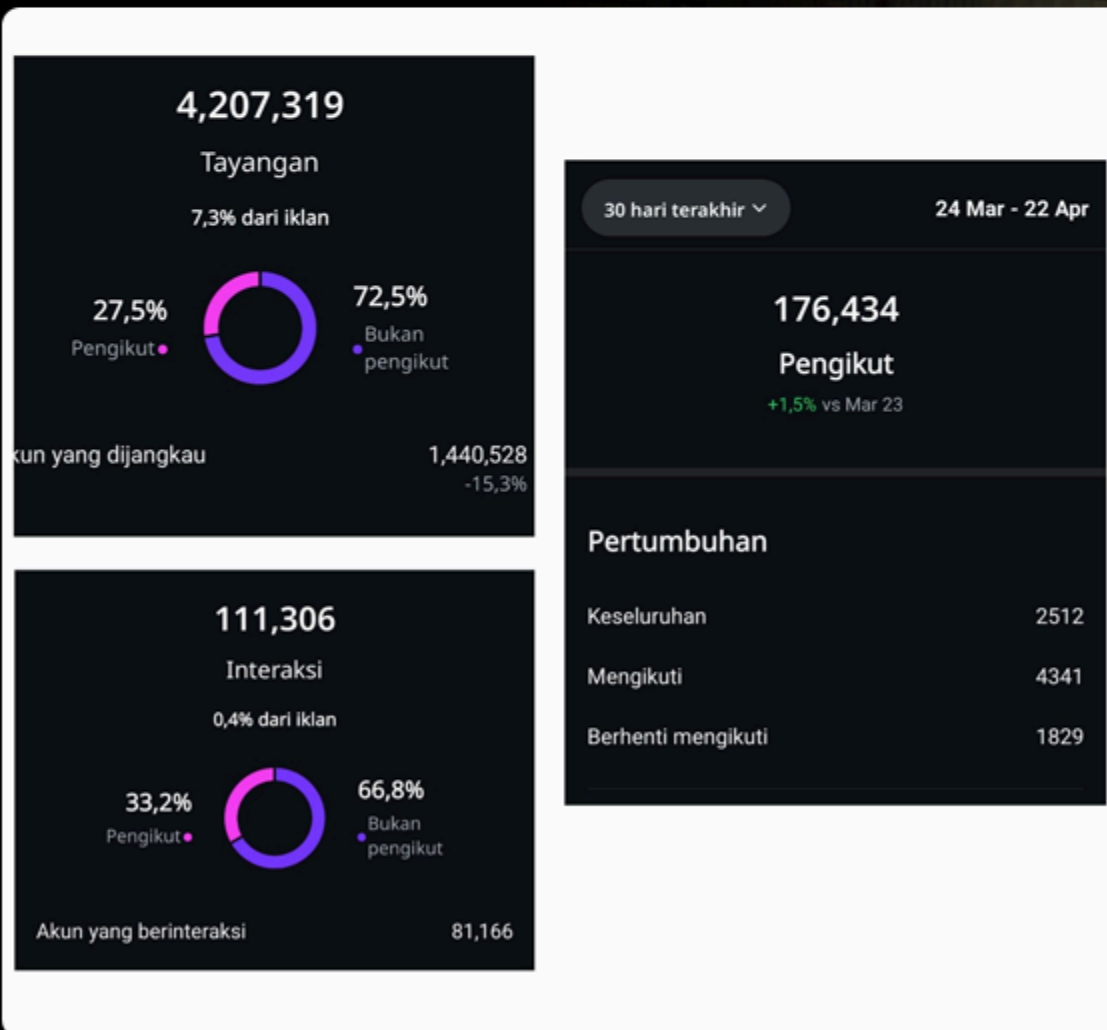 4,207,319
Tayangan
7,3% dari iklan
27,5%
Pengikut
72,5%
Bukan
pengikut
kun yang dijangkau
1,440,528
-15,3%
111,306
Interaksi
0,4% dari iklan
33,2%
Pengikut
66,8%
Bukan
pengikut
Akun yang berinteraksi
81,166
30 hari terakhir
24 Mar - 22 Apr
176,434
Pengikut
+1,5% vs Mar 23
Pertumbuhan
Keseluruhan
2512
Mengikuti
4341
Berhenti mengikuti
1829